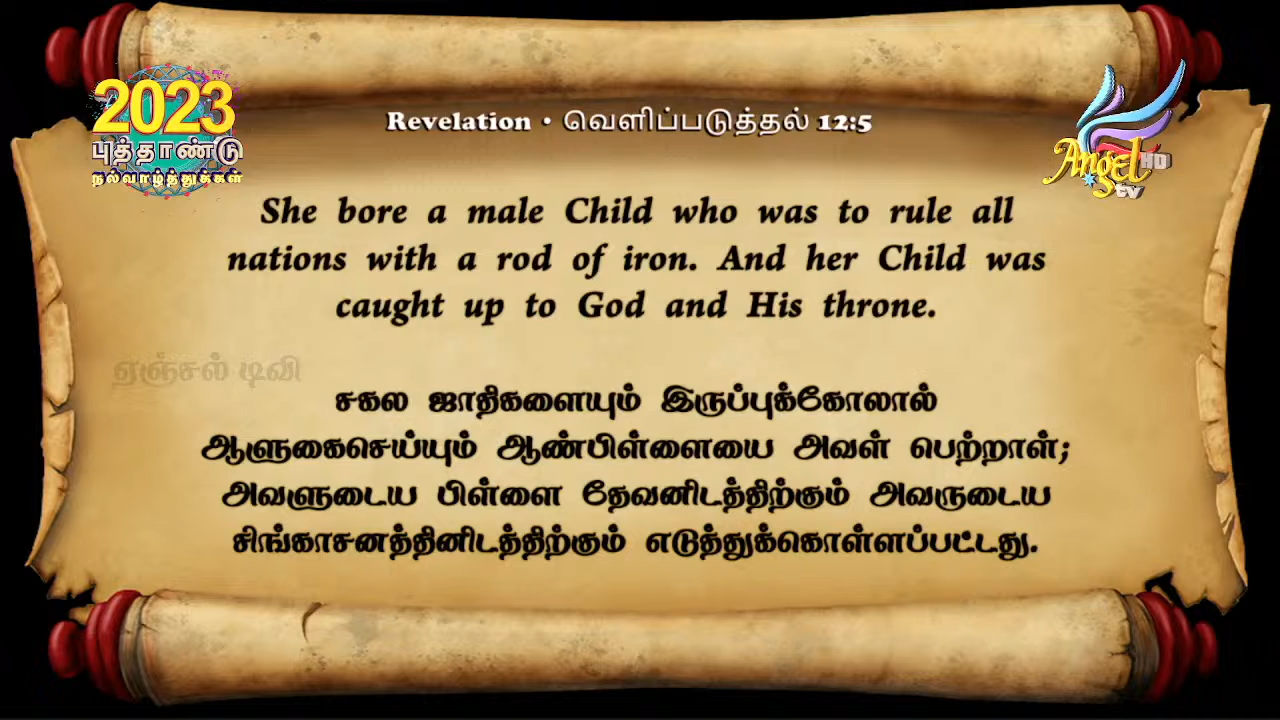 2023
புத்தாண்டு
நல்வாழ்த்துக்கள்
Revelation • வெளிப்படுத்தல் 12:5
Angel HD
tv
She bore a male Child who was to rule all
nations with a rod of iron. And her Child was
caught up to God and His throne.
ஏஞ்சல் டிவி
சகல ஜாதிகளையும் இருப்புக்கோலால்
ஆளுகைசெய்யும் ஆண்பிள்ளையை அவள் பெற்றாள்;
அவளுடைய பிள்ளை தேவனிடத்திற்கும் அவருடைய
சிங்காசனத்தினிடத்திற்கும் எடுத்துக்கொள்ளப்பட்டது.